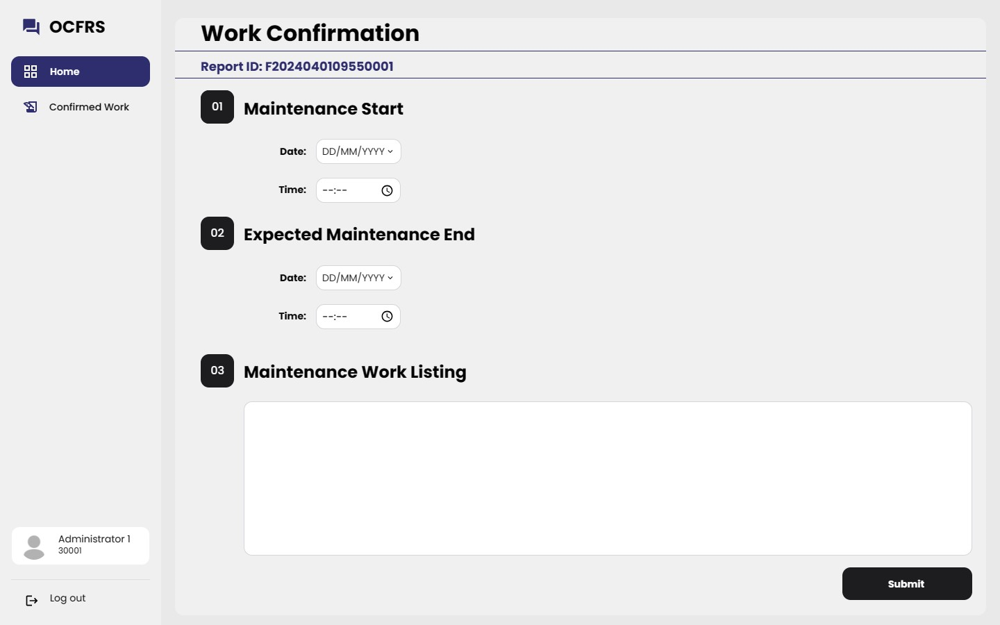 OCFRS
Home
Confirmed Work
Administrator 1
30001
Log out
Work Confirmation
Report ID: F2024040109550001
01
Maintenance Start
Date:
DD/MM/YYYY
Time:
--:--
02
Expected Maintenance End
Date:
DD/MM/YYYY
Time:
--:--
03
Maintenance Work Listing
Submit